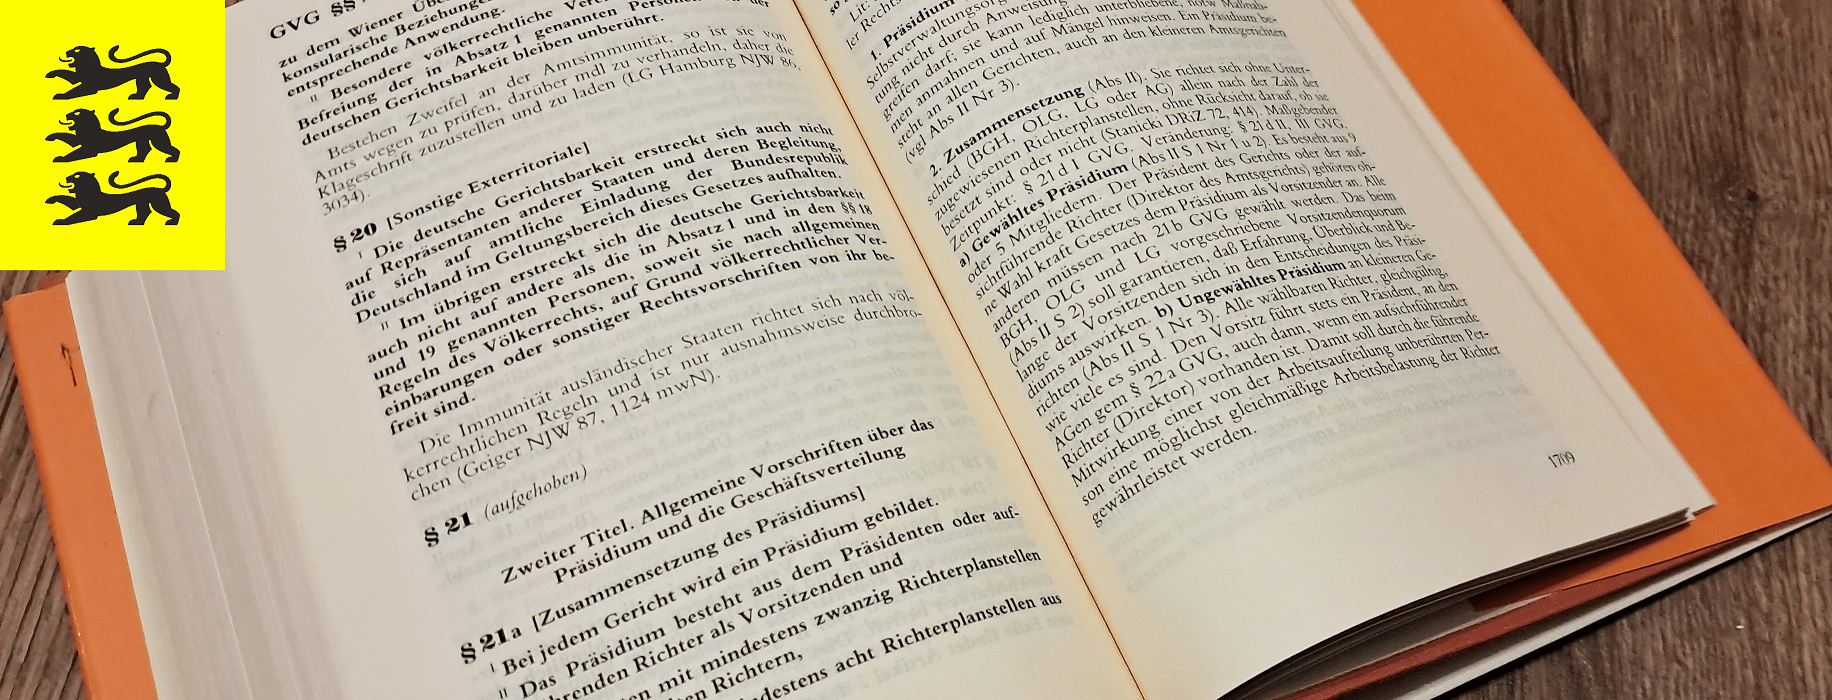 GVG §§
zu dem Wiener
konsularische Beziehungen
entsprechende Anwendung.
II Besondere völkerrechtliche
Befreiung der in Absatz 1 genannten Personen von der
deutschen Gerichtsbarkeit bleiben unberührt.
Bestehen Zweifel an der Amtsimmunität, so ist sie von
Amts wegen zu prüfen, darüber mdl zu verhandeln, daher die
Klageschrift zuzustellen und zu laden (LG Hamburg NJW 86,
3034).
§ 20 [Sonstige Exterritoriale]
I Die deutsche Gerichtsbarkeit erstreckt sich auch nicht
auf Repräsentanten anderer Staaten und deren Begleitung,
die sich auf amtliche Einladung der Bundesrepublik
Deutschland im Geltungsbereich dieses Gesetzes aufhalten.
II Im übrigen erstreckt sich die deutsche Gerichtsbarkeit
auch nicht auf andere als die in Absatz 1 und in den §§ 18
und 19 genannten Personen, soweit sie nach allgemeinen
Regeln des Völkerrechts, auf Grund völkerrechtlicher Ver-
einbarungen oder sonstiger Rechtsvorschriften von ihr be-
freit sind.
Die Immunität ausländischer Staaten richtet sich nach völ-
kerrechtlichen Regeln und ist nur ausnahmsweise durchbro-
chen (Geiger NJW 87, 1124 mwN).
§ 21 (aufgehoben)
Zweiter Titel. Allgemeine Vorschriften über das
Präsidium und die Geschäftsverteilung
§ 21a [Zusammensetzung des Präsidiums]
I Bei jedem Gericht wird ein Präsidium gebildet.
II Das Präsidium besteht aus dem Präsidenten oder auf-
hrenden Richter als Vorsitzenden und
ten mit mindestens zwanzig Richterplanstellen
ten Richtern,
ndestens acht Richterplanstellen aus
ler Rechts
1. Präsidium
Selbstverwaltungsorg
tung nicht durch Anweisung
greifen darf; sie kann lediglich unterbliebene, notw Maßnah-
men anmahnen und auf Mängel hinweisen. Ein Präsidium be-
steht an allen Gerichten, auch an den kleineren Amtsgerichten
(vgl Abs II Nr 3).
2. Zusammensetzung (Abs II). Sie richtet sich ohne Unter-
schied (BGH, OLG, LG oder AG) allein nach der Zahl der
zugewiesenen Richterplanstellen, ohne Rücksicht darauf, ob sie
besetzt sind oder nicht (Stanicki DRiZ 72, 414). Maßgebender
Zeitpunkt: § 21 d I GVG. Veränderung: § 21 d II, III GVG.
a) Gewähltes Präsidium (Abs II S 1 Nr 1 u 2). Es besteht aus 9
oder 5 Mitgliedern. Der Präsident des Gerichts oder der auf-
sichtführende Richter (Direktor des Amtsgerichts) gehören oh-
ne Wahl kraft Gesetzes dem Präsidium als Vorsitzender an. Alle
anderen müssen nach 21 b GVG gewählt werden. Das beim
BGH, OLG und LG vorgeschriebene Vorsitzendenquorum
(Abs II S 2) soll garantieren, daß Erfahrung, Überblick und Be-
lange der Vorsitzenden sich in den Entscheidungen des Präsi-
diums auswirken. b) Ungewähltes Präsidium an kleineren Ge-
richten (Abs II S 1 Nr 3). Alle wählbaren Richter, gleichgültig,
wie viele es sind. Den Vorsitz führt stets ein Präsident, an den
AGen gem § 22 a GVG, auch dann, wenn ein aufsichtführender
Richter (Direktor) vorhanden ist. Damit soll durch die führende
Mitwirkung einer von der Arbeitsaufteilung unberührten Per-
son eine möglichst gleichmäßige Arbeitsbelastung der Richter
gewährleistet werden.
1709